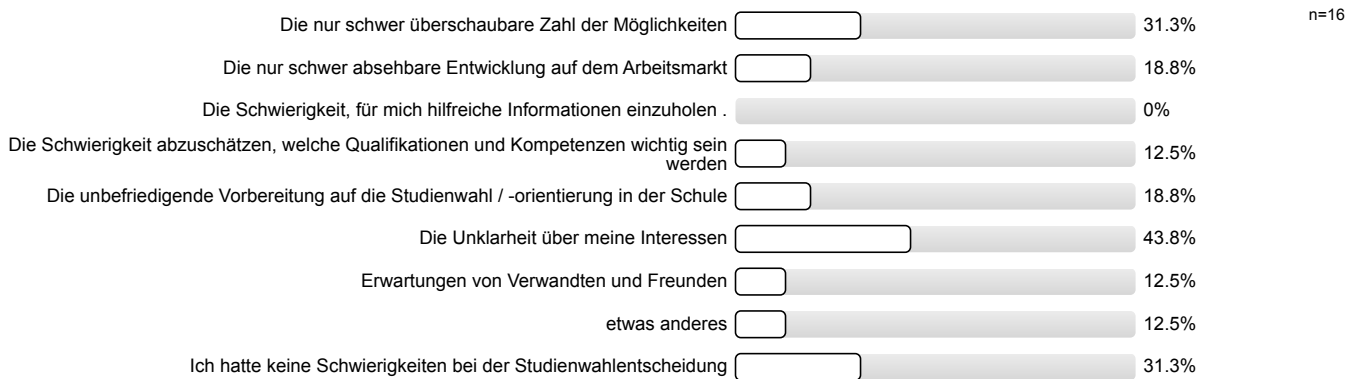 n=16
Die nur schwer überschaubare Zahl der Möglichkeiten 31.3%
Die nur schwer absehbare Entwicklung auf dem Arbeitsmarkt 18.8%
Die Schwierigkeit, für mich hilfreiche Informationen einzuholen . 0%
Die Schwierigkeit abzuschätzen, welche Qualifikationen und Kompetenzen wichtig sein
werden 12.5%
Die unbefriedigende Vorbereitung auf die Studienwahl / -orientierung in der Schule 18.8%
Die Unklarheit über meine Interessen 43.8%
Erwartungen von Verwandten und Freunden 12.5%
etwas anderes 12.5%
Ich hatte keine Schwierigkeiten bei der Studienwahlentscheidung 31.3%